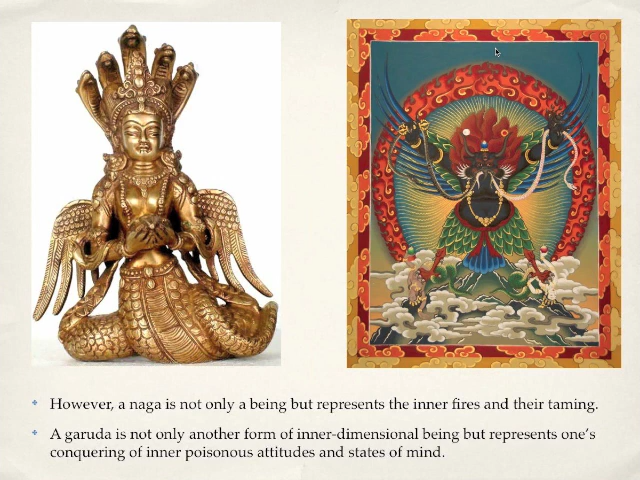 However, a naga is not only a being but represents the inner fires and their taming.
A garuda is not only another form of inner-dimensional being but represents one's
conquering of inner poisonous attitudes and states of mind.